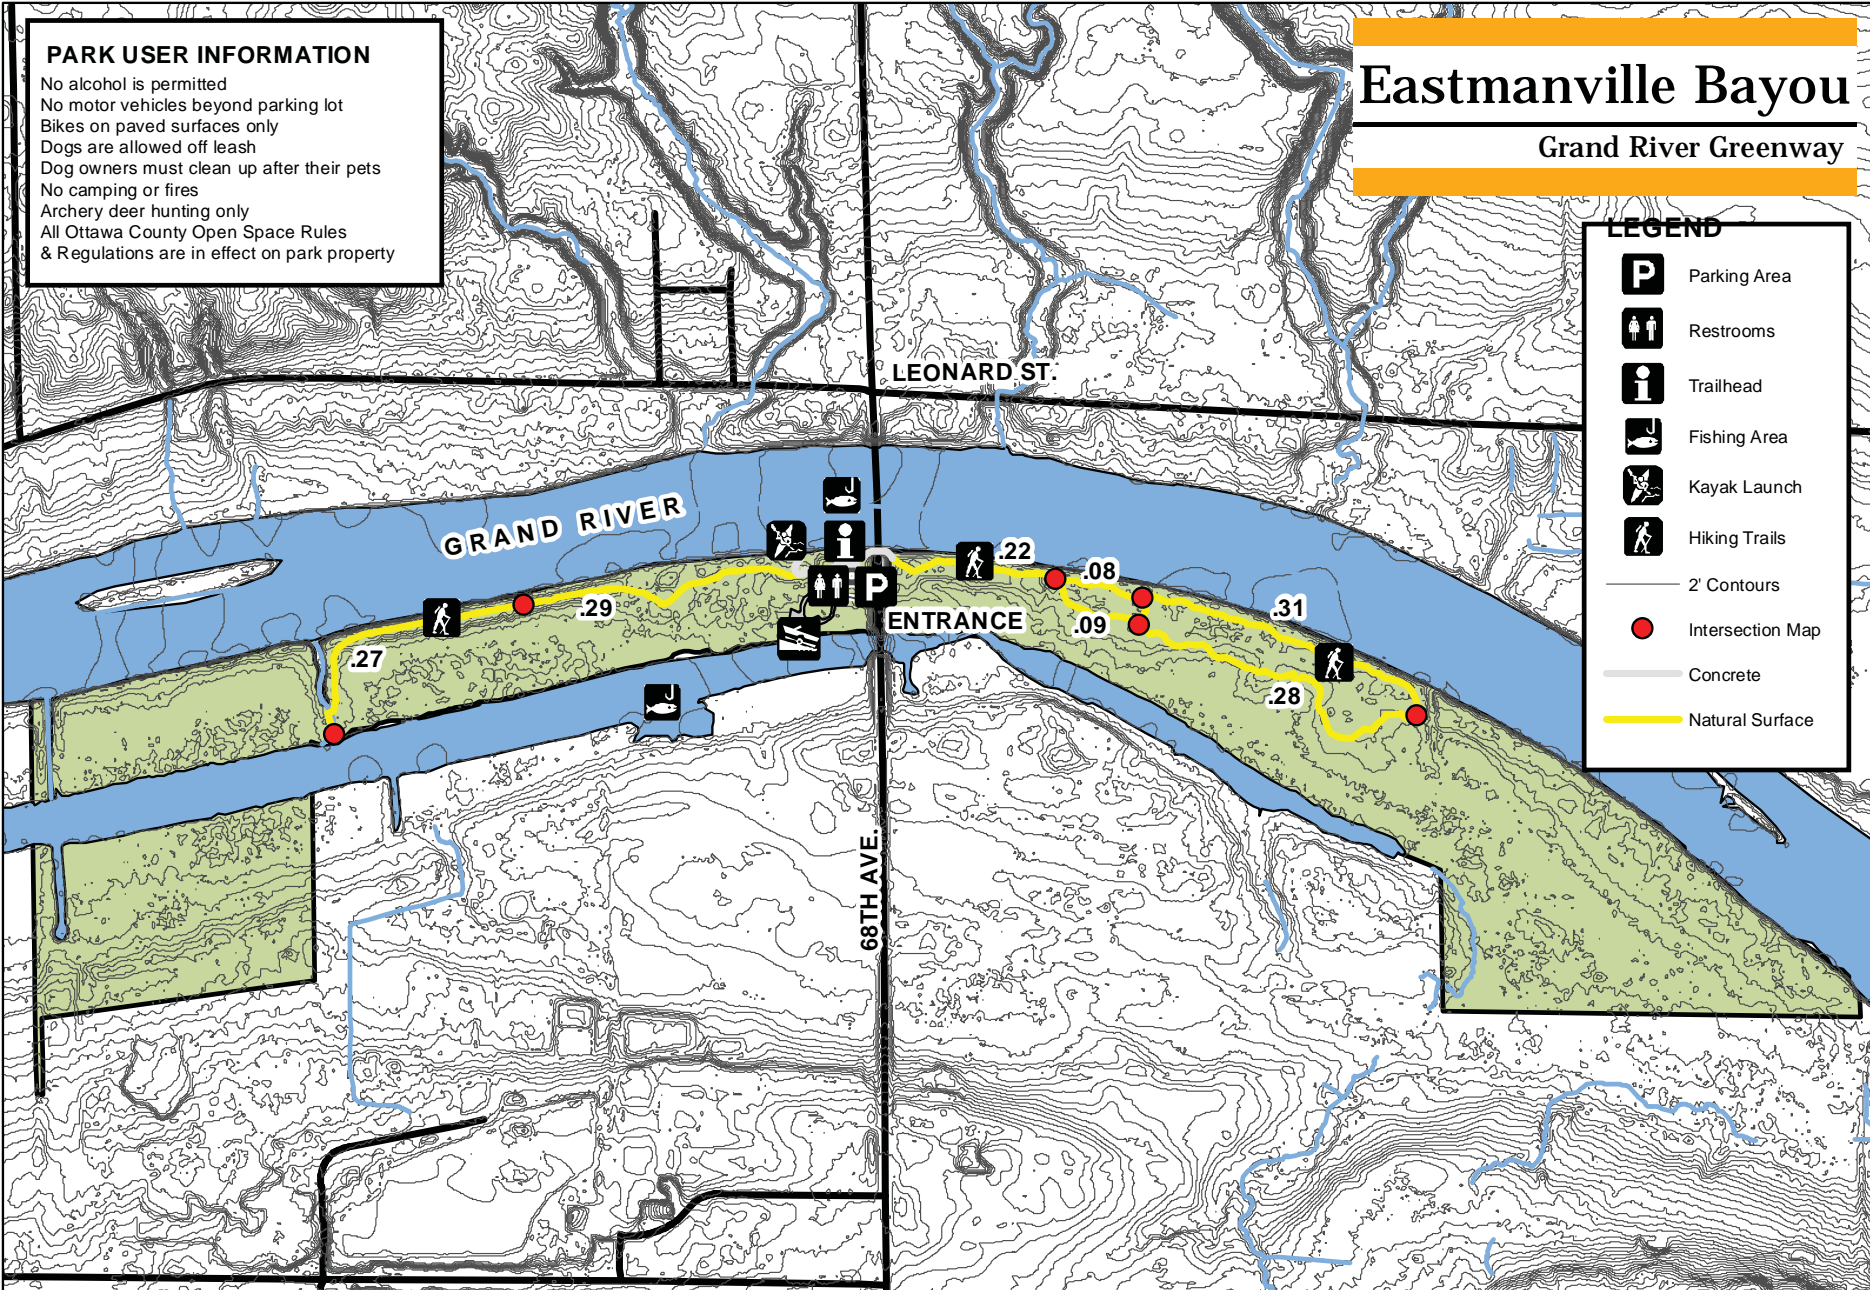 PARK USER INFORMATION
No alcohol is permitted
No motor vehicles beyond parking lot
Bikes on paved surfaces only
Dogs are allowed off leash
Dog owners must clean up after their pets
No camping or fires
Archery deer hunting only
All Ottawa County Open Space Rules
& Regulations are in effect on park property
Eastmanville Bayou
Grand River Greenway
LEGEND
P Parking Area
Restrooms
i Trailhead
Fishing Area
Kayak Launch
Hiking Trails
2' Contours
Intersection Map
Concrete
Natural Surface
LEONARD ST.
GRAND RIVER
i
P
ENTRANCE
.22
.08
.31
.09
.28
.29
.27
68TH AVE.